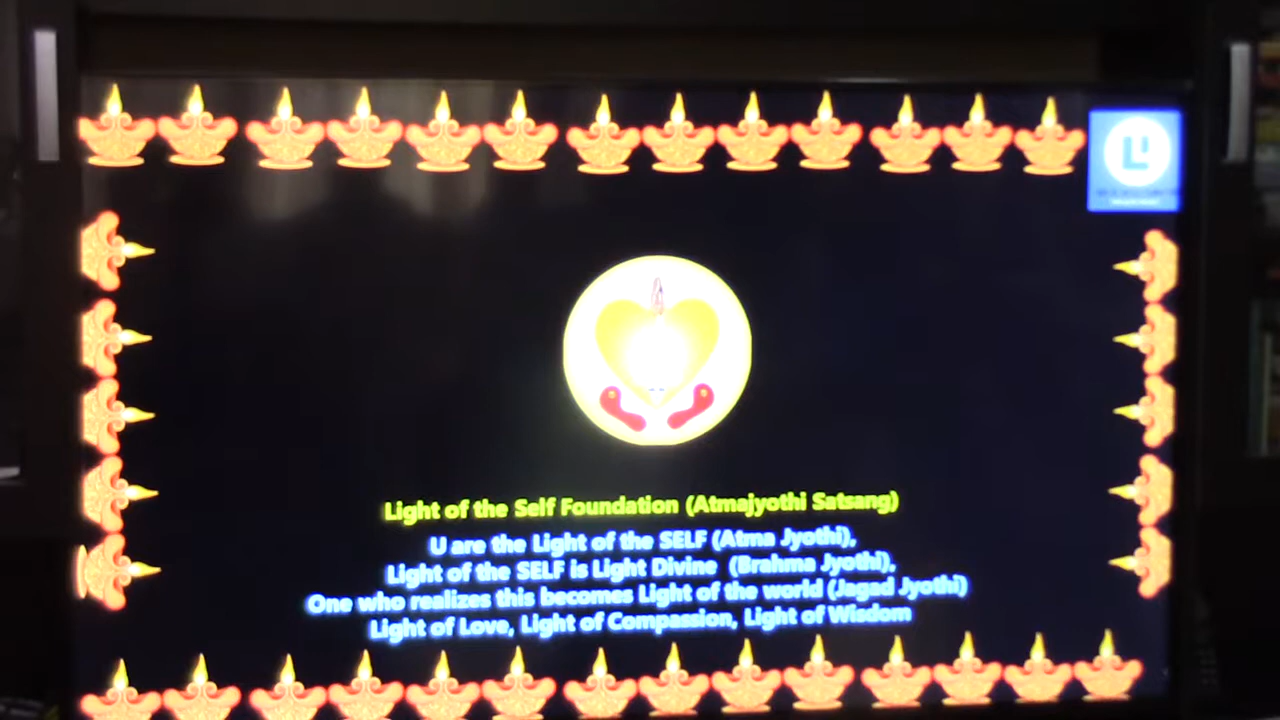 Light of the Self Foundation (Atmajyothi Satsang)
U are the Light of the SELF (Atma Jyothi),
Light of the SELF is Light Divine (Brahma Jyothi),
One who realizes this becomes Light of the world (Jagad Jyothi)
Light of Love, Light of Compassion, Light of Wisdom